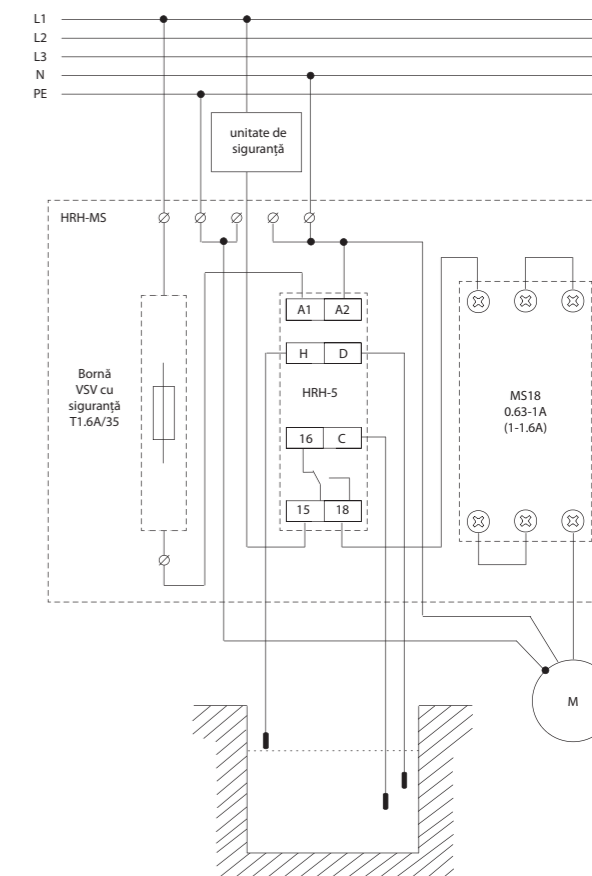 L1
L2
L3
N
PE
unitate de
siguranță
HRH-MS
A1 A2
H D
HRH-5
16 C
15 18
Bornă
VSV cu
siguranță
T1.6A/35
MS18
0.63-1A
(1-1.6A)
M